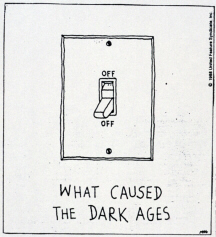 OFF
OFF
WHAT CAUSED
THE DARK AGES